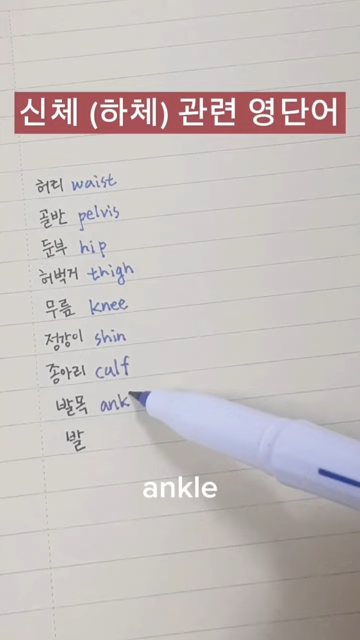 신체 (하체) 관련 영단어
허리 waist
골반 pelvis
둔부 hip
허벅지 thigh
무릎 knee
정강이 shin
종아리 calf
발목 ank
발
ankle